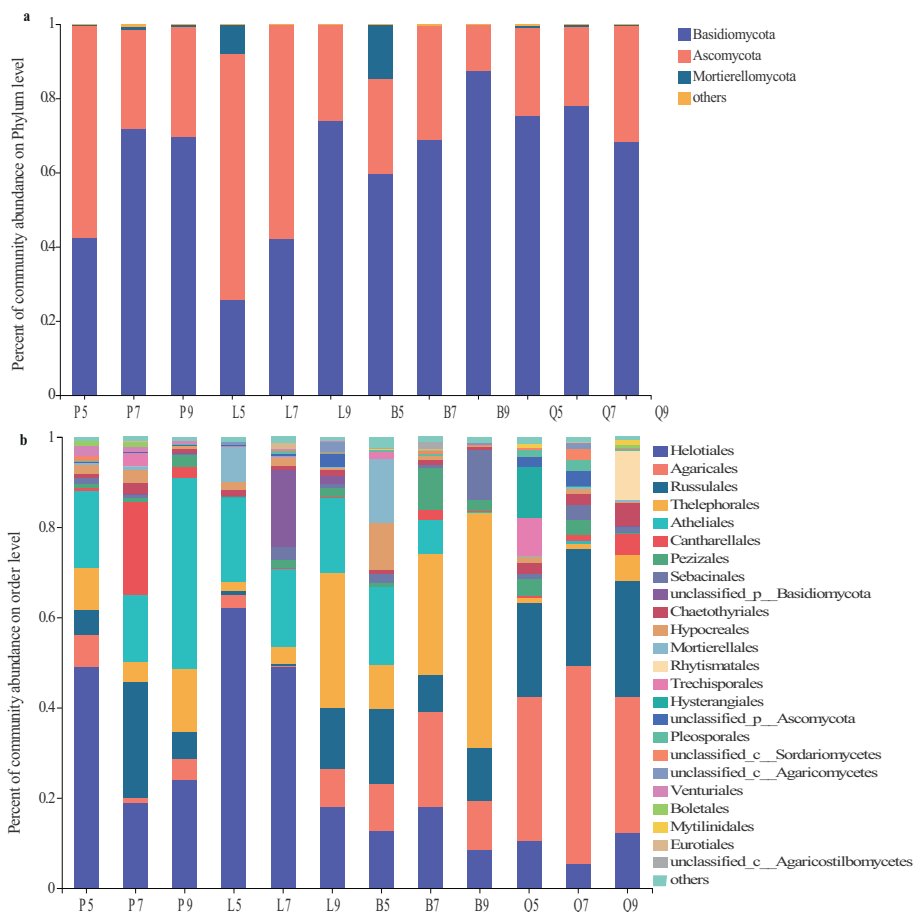 a
Percent of community abundance on Phylum level
1
0.8
0.6
0.4
0.2
0
P5 P7 P9 L5 L7 L9 B5 B7 B9 Q5 Q7 Q9
Basidiomycota
Ascomycota
Mortierellomycota
others
b
Percent of community abundance on order level
1
0.8
0.6
0.4
0.2
0
P5 P7 P9 L5 L7 L9 B5 B7 B9 Q5 Q7 Q9
Helotiales
Agaricales
Russulales
Thelephorales
Atheliales
Cantharellales
Pezizales
Sebacinales
unclassified_p__Basidiomycota
Chaetothyriales
Hypocreales
Mortierellales
Rhytismatales
Trechisporales
Hysterangiales
unclassified_p__Ascomycota
Pleosporales
unclassified_c__Sordariomycetes
unclassified_c__Agaricomycetes
Venturiales
Boletales
Mytilinidales
Eurotiales
unclassified_c__Agaricostilbomycetes
others